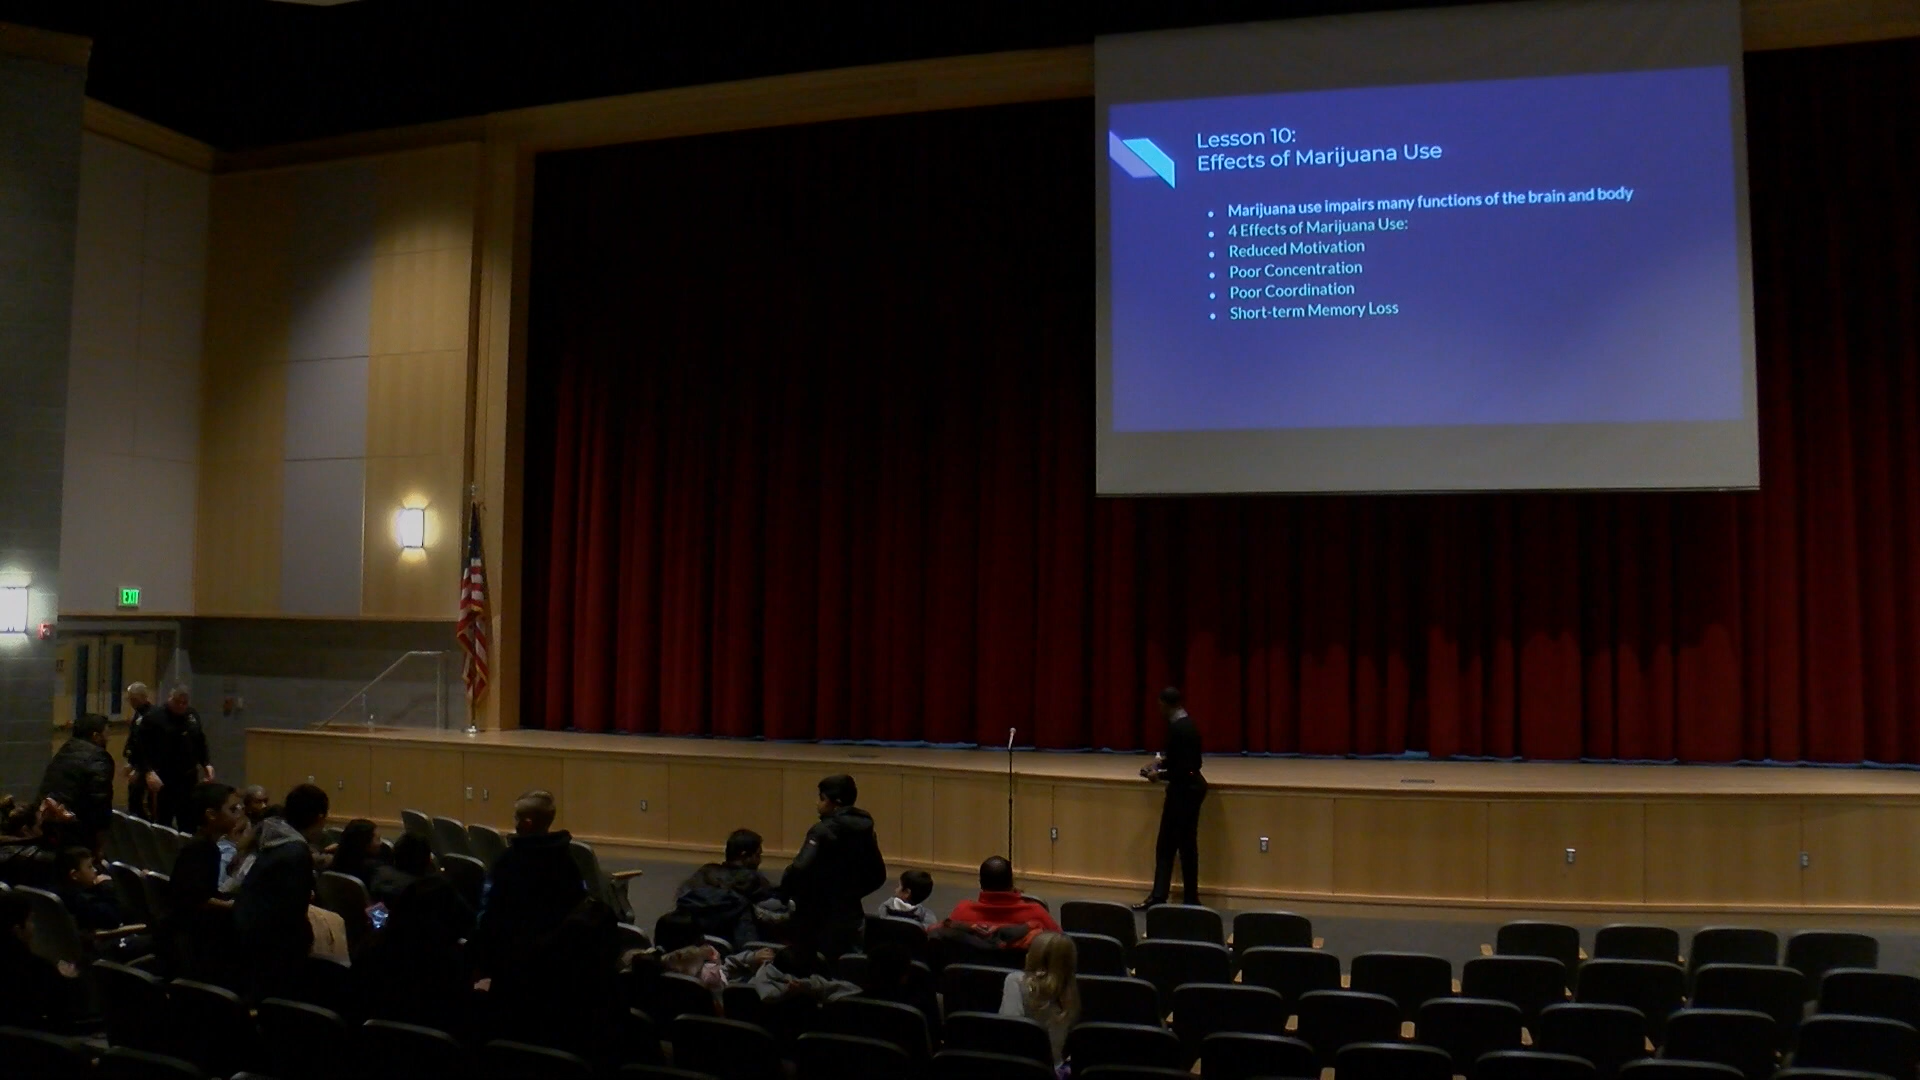 Lesson 10:
Effects of Marijuana Use
• Marijuana use impairs many functions of the brain and body
• 4 Effects of Marijuana Use:
• Reduced Motivation
• Poor Concentration
• Poor Coordination
• Short-term Memory Loss
EXIT